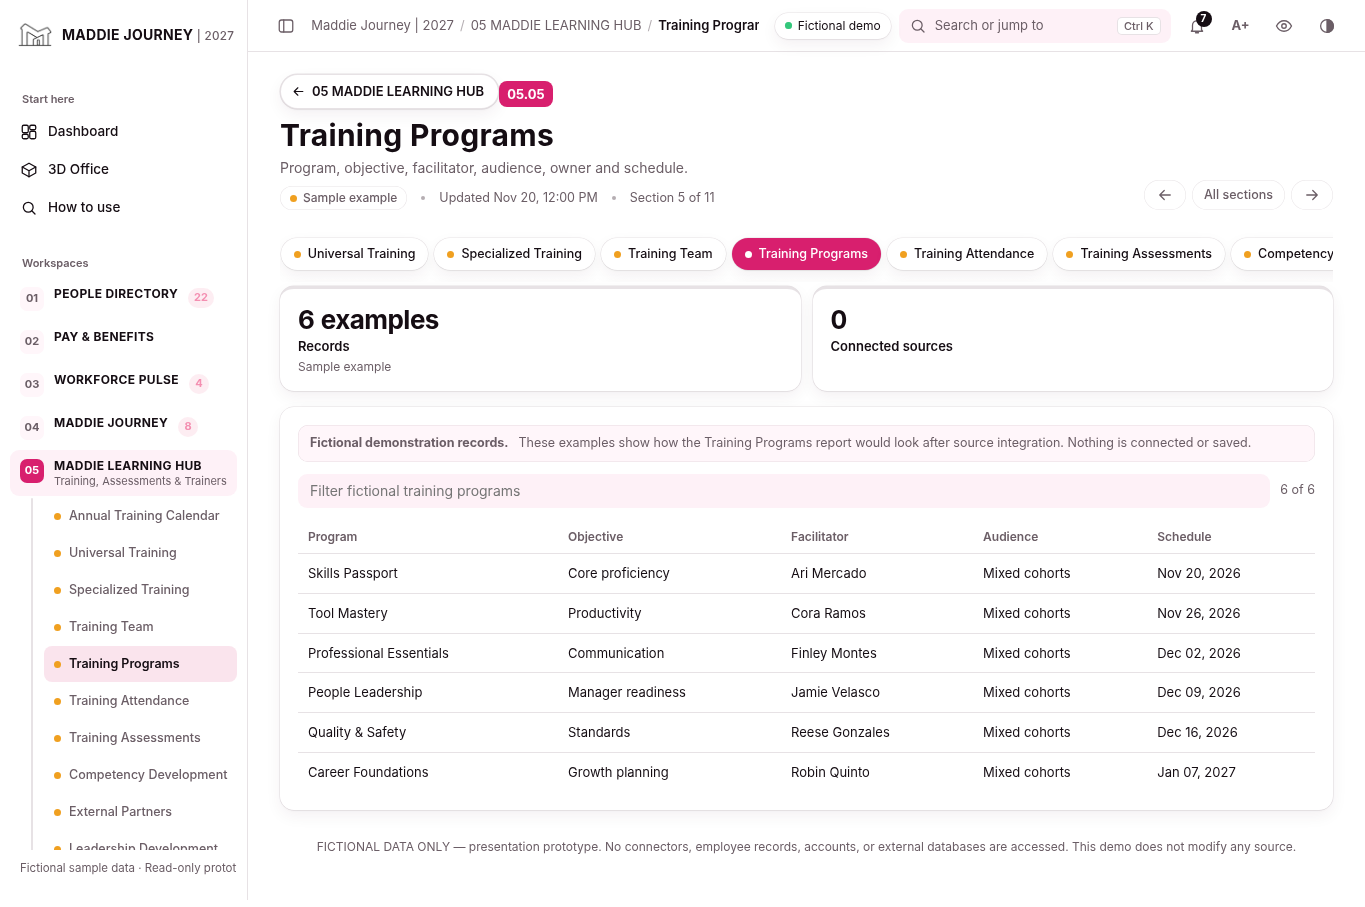 MADDIE JOURNEY | 2027
Start here
Dashboard
3D Office
How to use
Workspaces
01 PEOPLE DIRECTORY 22
02 PAY & BENEFITS
03 WORKFORCE PULSE 4
04 MADDIE JOURNEY 8
05 MADDIE LEARNING HUB
Training, Assessments & Trainers
Annual Training Calendar
Universal Training
Specialized Training
Training Team
Training Programs
Training Attendance
Training Assessments
Competency Development
External Partners
Leadership Development
Fictional sample data · Read-only protot
Maddie Journey | 2027 / 05 MADDIE LEARNING HUB / Training Prograr
Fictional demo
Search or jump to Ctrl K
7
A+
05 MADDIE LEARNING HUB 05.05
Training Programs
Program, objective, facilitator, audience, owner and schedule.
Sample example • Updated Nov 20, 12:00 PM • Section 5 of 11
All sections
Universal Training Specialized Training Training Team Training Programs Training Attendance Training Assessments Competency
6 examples
Records
Sample example
0
Connected sources
Fictional demonstration records. These examples show how the Training Programs report would look after source integration. Nothing is connected or saved.
Filter fictional training programs 6 of 6
Program Objective Facilitator Audience Schedule
Skills Passport Core proficiency Ari Mercado Mixed cohorts Nov 20, 2026
Tool Mastery Productivity Cora Ramos Mixed cohorts Nov 26, 2026
Professional Essentials Communication Finley Montes Mixed cohorts Dec 02, 2026
People Leadership Manager readiness Jamie Velasco Mixed cohorts Dec 09, 2026
Quality & Safety Standards Reese Gonzales Mixed cohorts Dec 16, 2026
Career Foundations Growth planning Robin Quinto Mixed cohorts Jan 07, 2027
FICTIONAL DATA ONLY — presentation prototype. No connectors, employee records, accounts, or external databases are accessed. This demo does not modify any source.